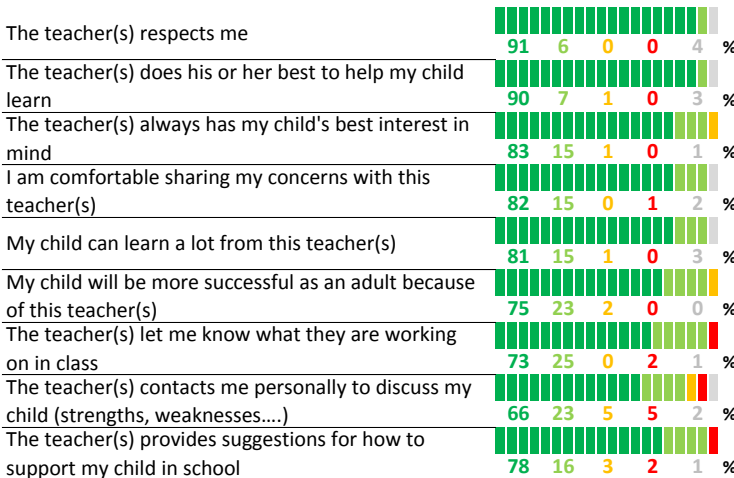 The teacher(s) respects me
91 6 0 0 4 %
The teacher(s) does his or her best to help my child
learn
90 7 1 0 3 %
The teacher(s) always has my child's best interest in
mind
83 15 1 0 1 %
I am comfortable sharing my concerns with this
teacher(s)
82 15 0 1 2 %
My child can learn a lot from this teacher(s)
81 15 1 0 3 %
My child will be more successful as an adult because
of this teacher(s)
75 23 2 0 0 %
The teacher(s) let me know what they are working
on in class
73 25 0 2 1 %
The teacher(s) contacts me personally to discuss my
child (strengths, weaknesses....)
66 23 5 5 2 %
The teacher(s) provides suggestions for how to
support my child in school
78 16 3 2 1 %